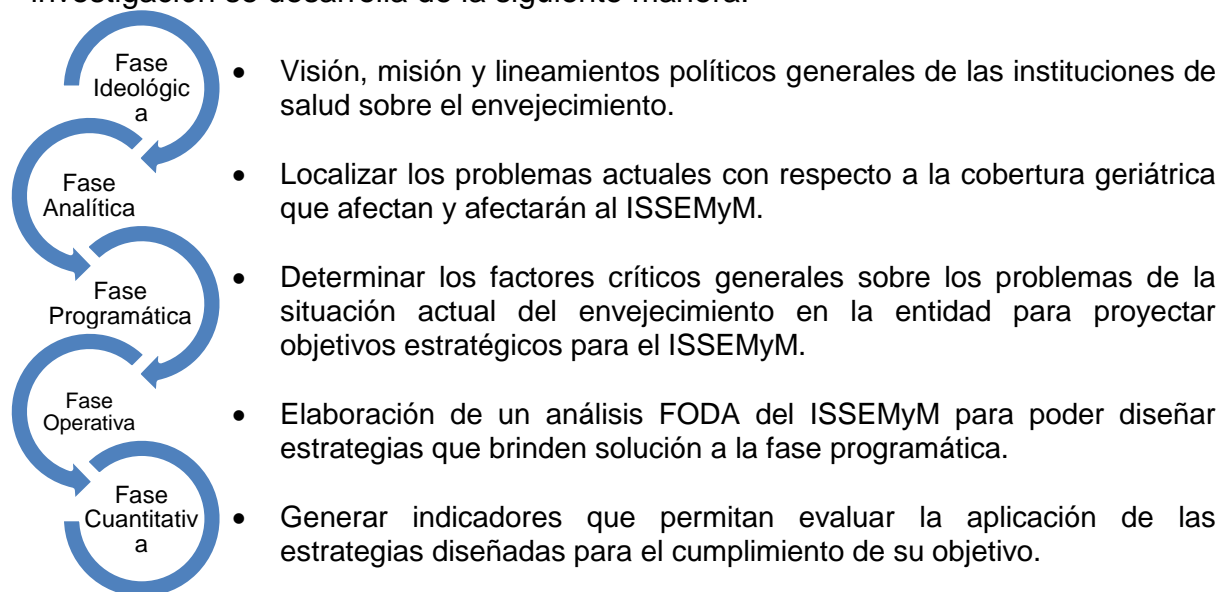 investigación se desarrolla de la siguiente manera:
Fase
Ideológic
a
• Visión, misión y lineamientos políticos generales de las instituciones de
salud sobre el envejecimiento.
Fase
Analítica
• Localizar los problemas actuales con respecto a la cobertura geriátrica
que afectan y afectarán al ISSEMyM.
Fase
Programática
• Determinar los factores críticos generales sobre los problemas de la
situación actual del envejecimiento en la entidad para proyectar
objetivos estratégicos para el ISSEMyM.
Fase
Operativa
• Elaboración de un análisis FODA del ISSEMyM para poder diseñar
estrategias que brinden solución a la fase programática.
Fase
Cuantitativ
a
• Generar indicadores que permitan evaluar la aplicación de las
estrategias diseñadas para el cumplimiento de su objetivo.